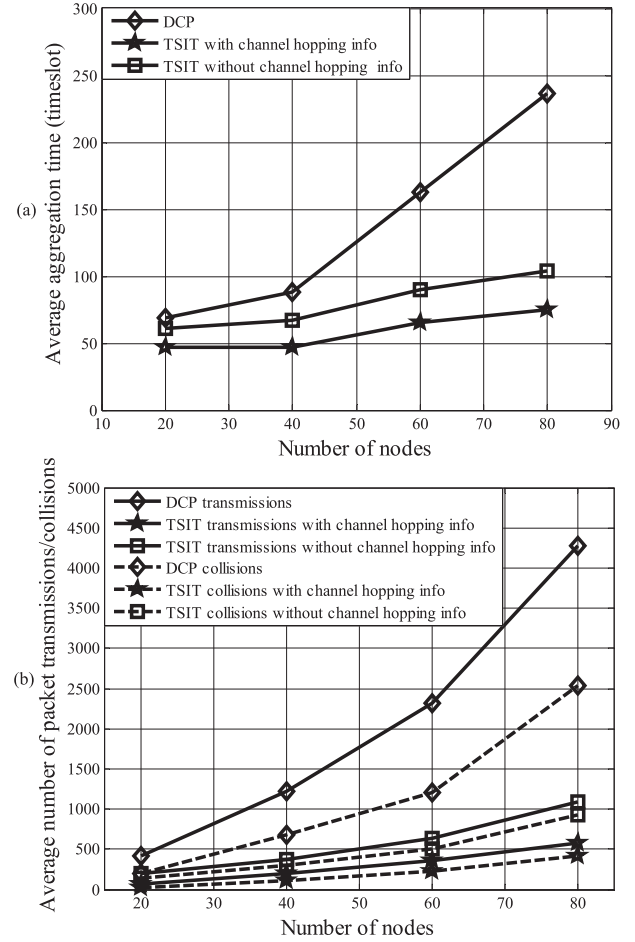 300
DCP
TSIT with channel hopping info
TSIT without channel hopping  info
250
200
150
100
50
0
Average aggregation time (timeslot)
(a)
10 20 30 40 50 60 70 80 90
Number of nodes
5000
DCP transmissions
TSIT transmissions with channel hopping info
TSIT transmissions without channel hopping info
DCP collisions
TSIT collisions with channel hopping info
TSIT collisions without channel hopping info
4500
4000
3500
3000
2500
2000
1500
1000
500
0
Average number of packet transmissions/collisions
(b)
20 30 40 50 60 70 80
Number of nodes